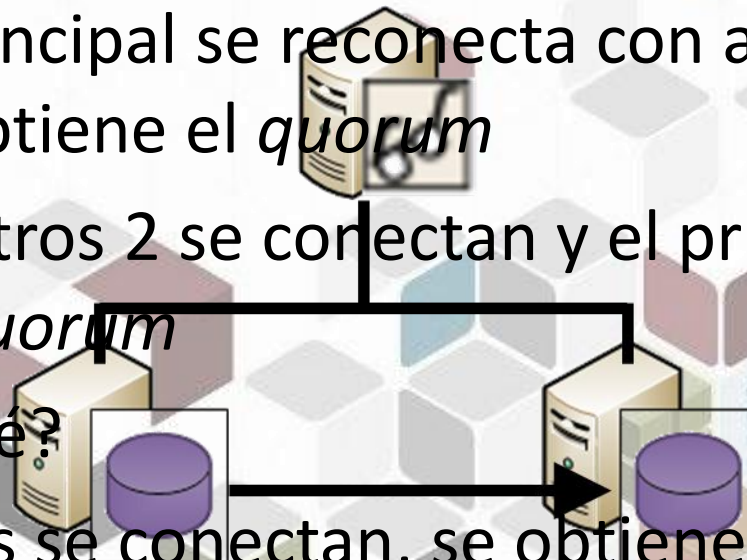 ncipal se reconecta con a
otiene el quorum
tros 2 se conectan y el pr
uorum
é?
s se conectan, se obtiene